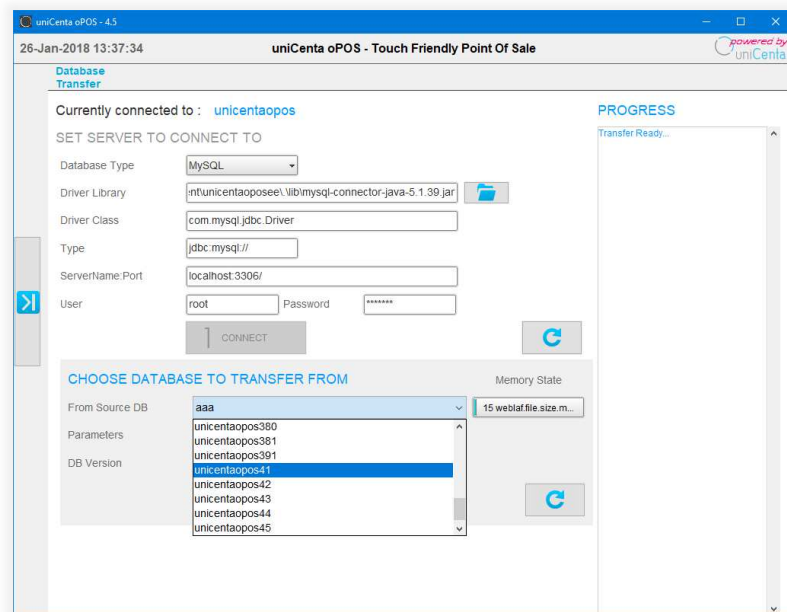 uniCenta oPOS - 4.5
26-Jan-2018 13:37:34
uniCenta oPOS - Touch Friendly Point Of Sale
powered by
uniCenta
Database
Transfer
Currently connected to : unicentaopos
PROGRESS
SET SERVER TO CONNECT TO
Transfer Ready...
Database Type MySQL
Driver Library :nt\unicentaoposee\.\lib\mysql-connector-java-5.1.39.jar
Driver Class com.mysql.jdbc.Driver
Type jdbc:mysql://
ServerName:Port localhost:3306/
User root Password *******
1 CONNECT
CHOOSE DATABASE TO TRANSFER FROM
Memory State
From Source DB aaa
15 weblaf.file.size.m...
Parameters
DB Version
unicentaopos380
unicentaopos381
unicentaopos391
unicentaopos41
unicentaopos42
unicentaopos43
unicentaopos44
unicentaopos45